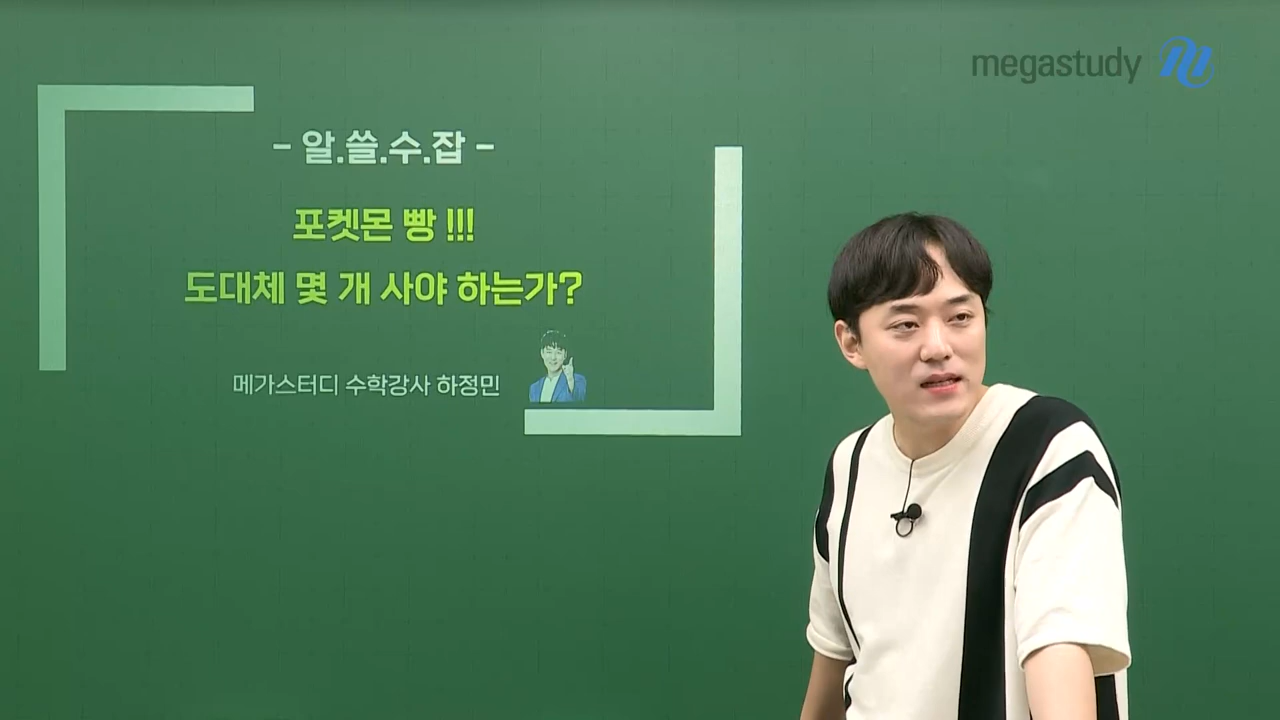 megastudy
- 알.쓸.수.잡 -
포켓몬 빵 !!!
도대체 몇 개 사야 하는가?
메가스터디 수학강사 하정민